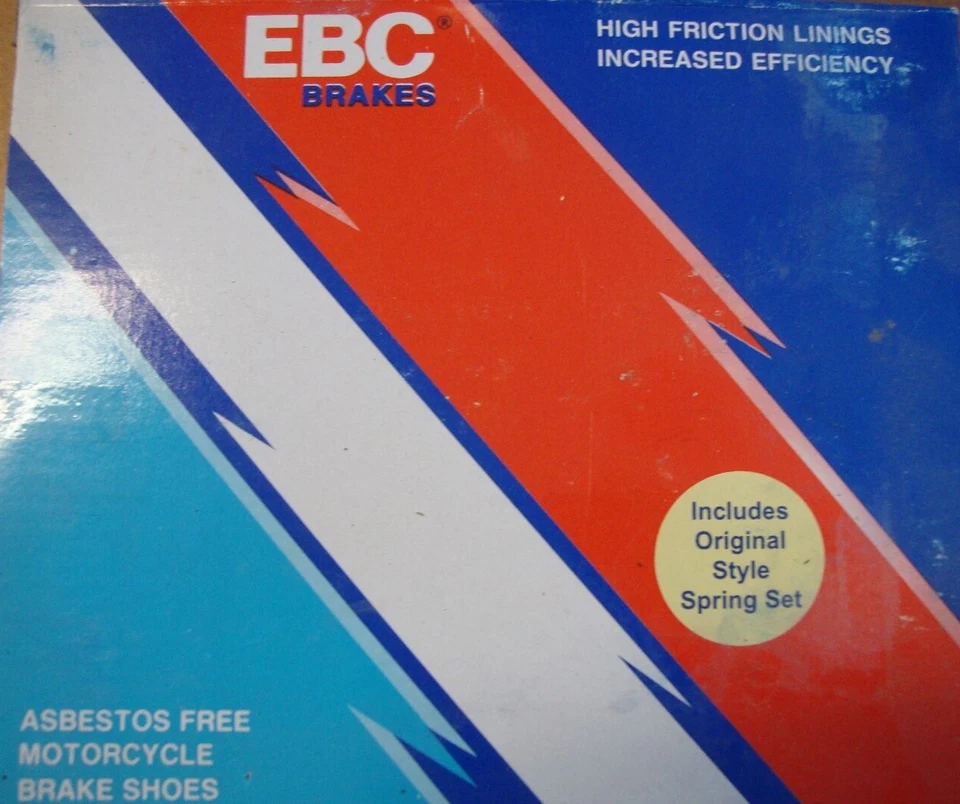 EBC®
BRAKES
HIGH FRICTION LININGS
INCREASED EFFICIENCY
Includes
Original
Style
Spring Set
ASBESTOS FREE
MOTORCYCLE
BRAKE SHOES